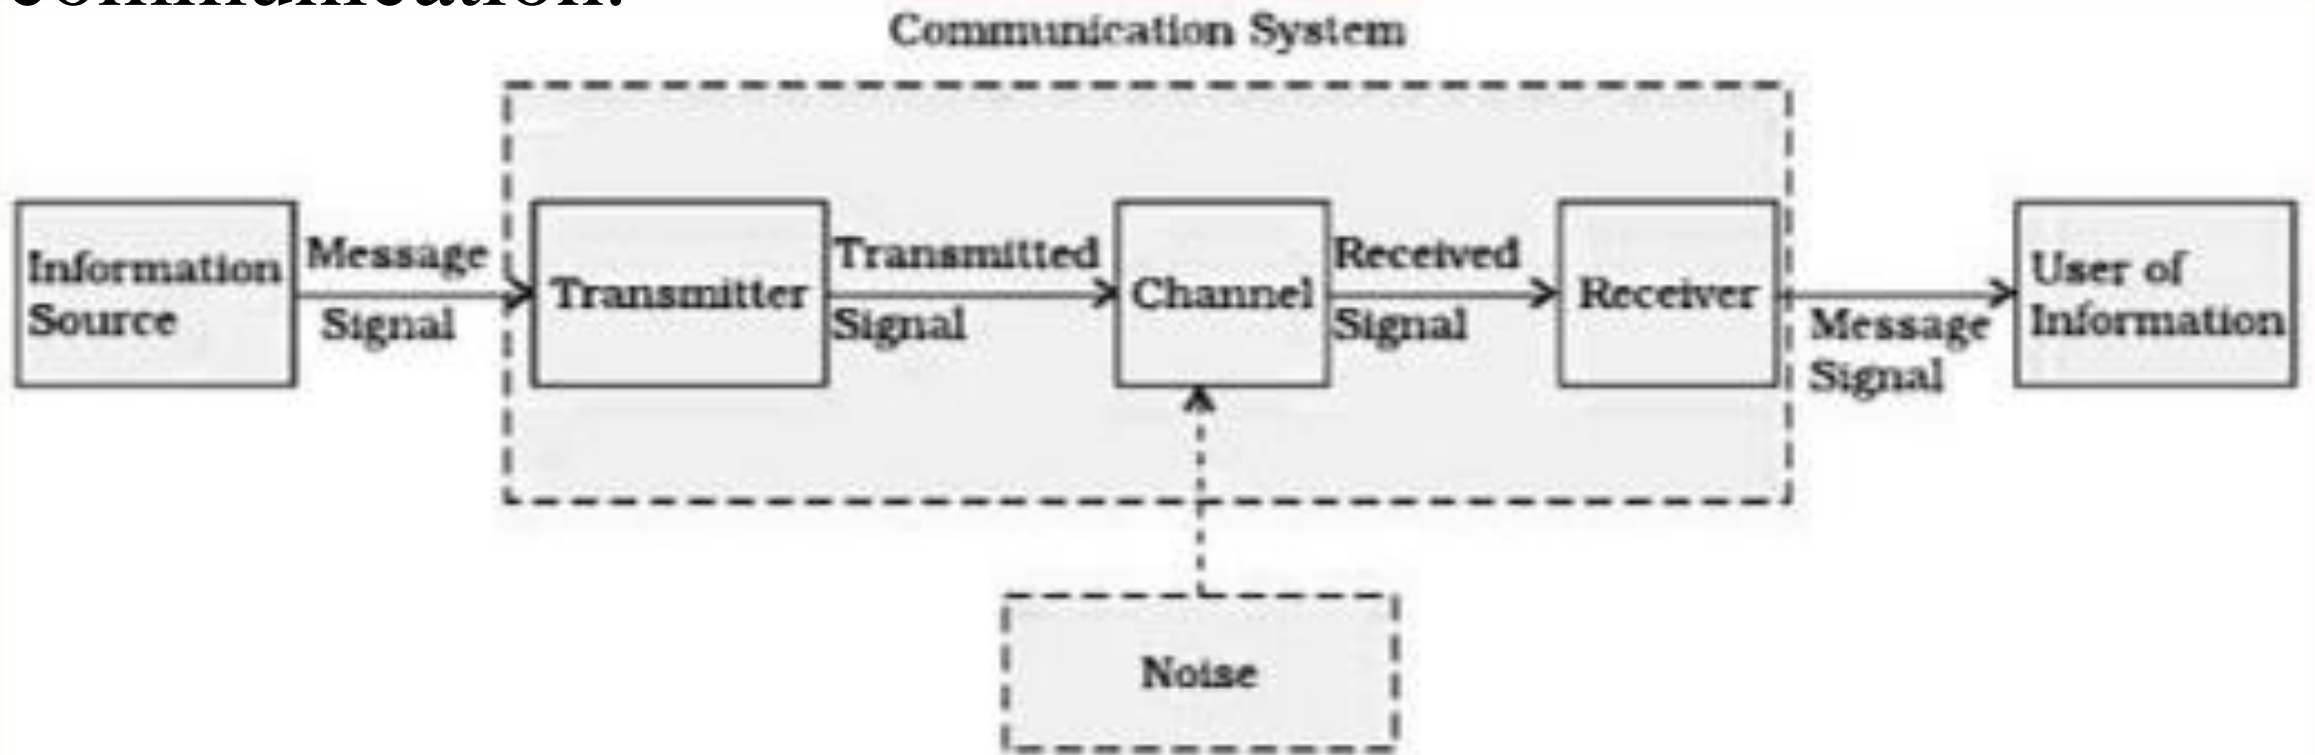 communication.
Communication System
Information
Source
Message
Signal
Transmitter
Transmitted
Signal
Channel
Received
Signal
Receiver
Message
Signal
User of
Information
Noise